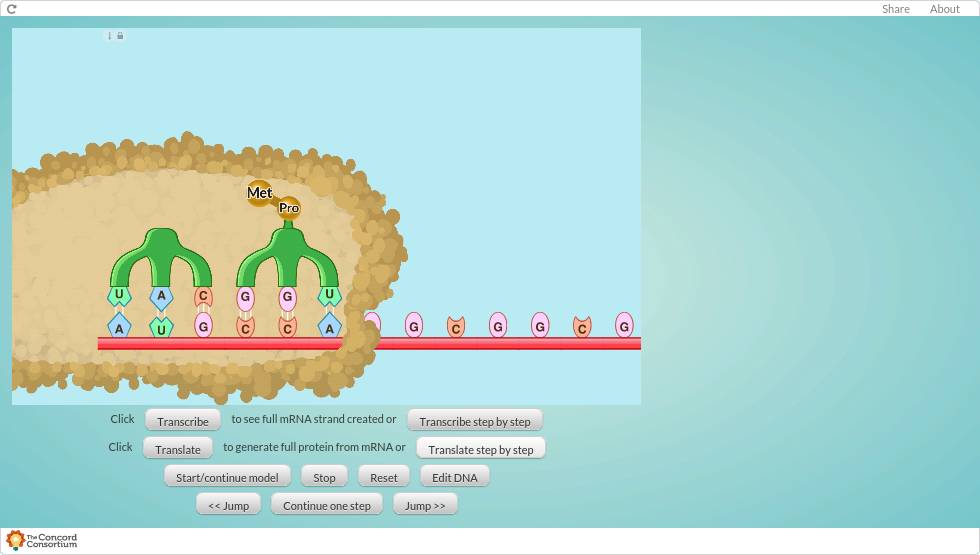 Share About
Met
Pro
U A C G G U
A U G C C A G C G G C G
Click Transcribe to see full mRNA strand created or Transcribe step by step
Click Translate to generate full protein from mRNA or Translate step by step
Start/continue model Stop Reset Edit DNA
<< Jump Continue one step Jump >>
The Concord
Consortium